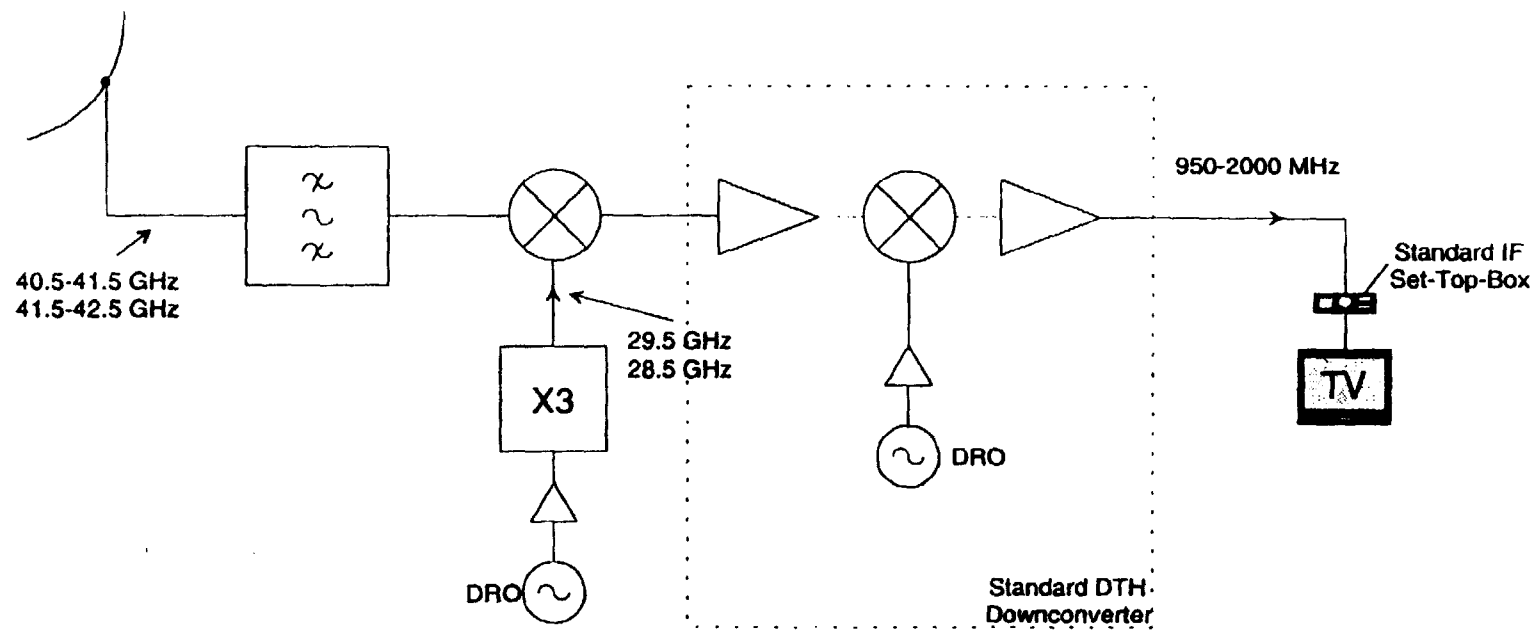 950-2000 MHz
Standard IF
Set-Top-Box
40.5-41.5 GHz
41.5-42.5 GHz
29.5 GHz
28.5 GHz
X3
TV
DRO
DRO
Standard DTH
Downconverter